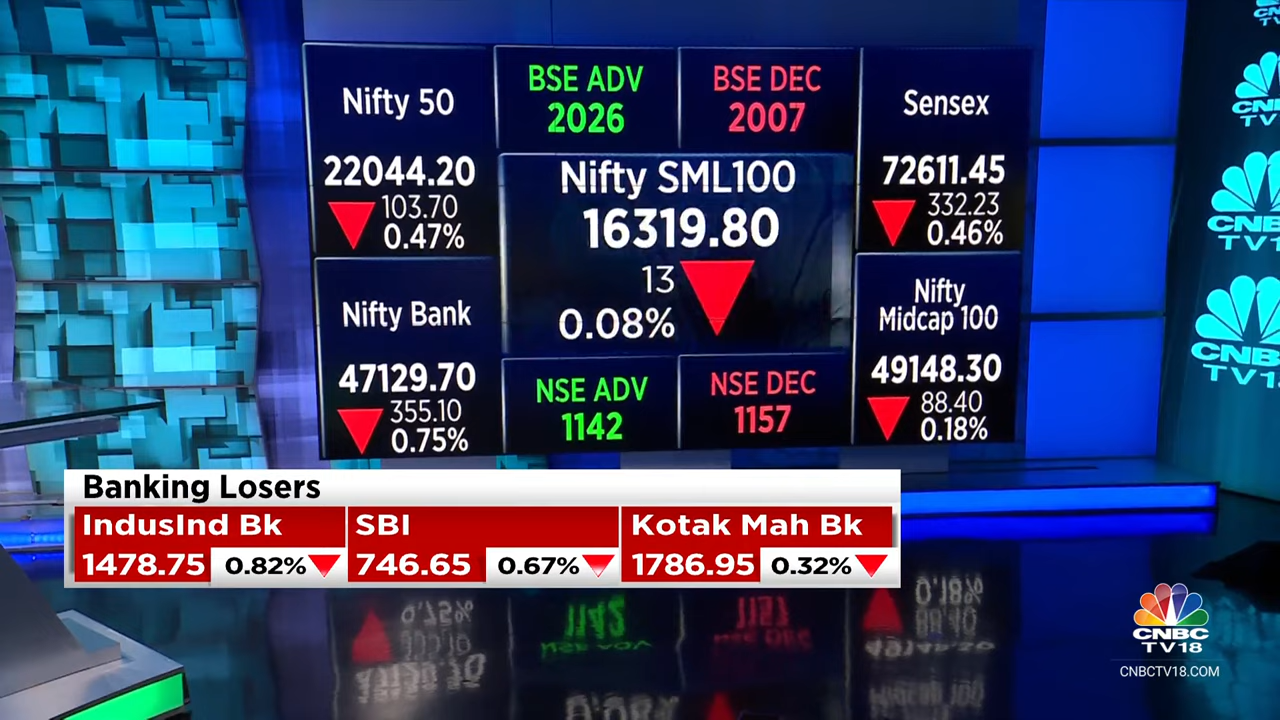 Nifty 50
22044.20
103.70
0.47%
BSE ADV
2026
BSE DEC
2007
Sensex
72611.45
332.23
0.46%
Nifty SML100
16319.80
13
0.08%
Nifty Bank
47129.70
355.10
0.75%
NSE ADV
1142
NSE DEC
1157
Nifty
Midcap 100
49148.30
88.40
0.18%
Banking Losers
IndusInd Bk
1478.75 0.82%
SBI
746.65 0.67%
Kotak Mah Bk
1786.95 0.32%
CNBC
TV18
CNBCTV18.COM
CNBC
TV18